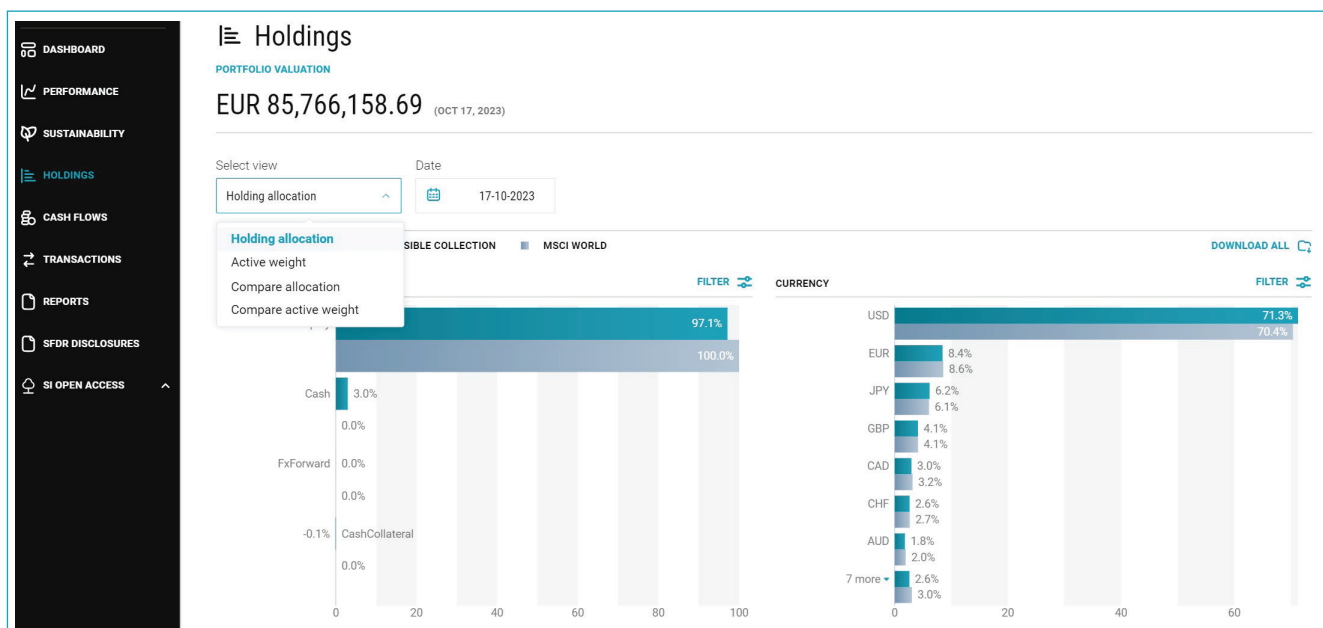 DASHBOARD
PERFORMANCE
SUSTAINABILITY
HOLDINGS
CASH FLOWS
TRANSACTIONS
REPORTS
SFDR DISCLOSURES
SI OPEN ACCESS
Holdings
PORTFOLIO VALUATION
EUR 85,766,158.69 (OCT 17, 2023)
Select view Date
Holding allocation 17-10-2023
Holding allocation
Active weight
Compare allocation
Compare active weight
SIBLE COLLECTION MSCI WORLD DOWNLOAD ALL
FILTER
97.1%
100.0%
Cash 3.0%
0.0%
FxForward 0.0%
0.0%
-0.1% CashCollateral
0.0%
0 20 40 60 80 100
CURRENCY FILTER
USD 71.3%
70.4%
EUR 8.4%
8.6%
JPY 6.2%
6.1%
GBP 4.1%
4.1%
CAD 3.0%
3.2%
CHF 2.6%
2.7%
AUD 1.8%
2.0%
7 more 2.6%
3.0%
0 20 40 60